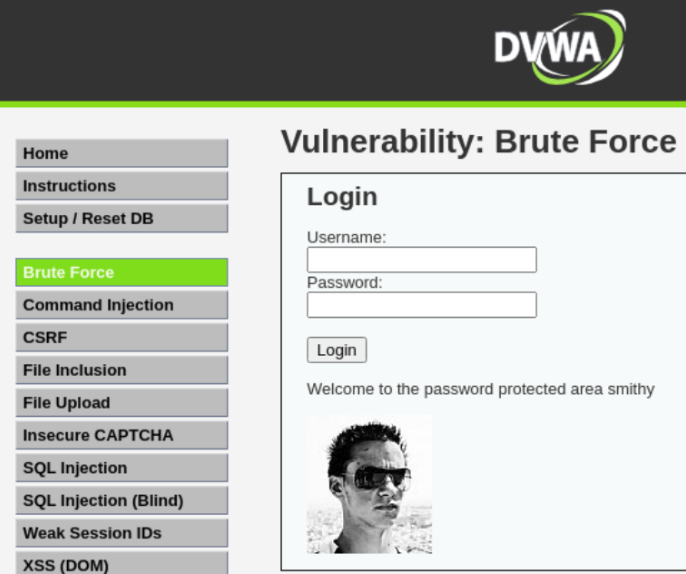 DVWA
Vulnerability: Brute Force
Home
Instructions
Setup / Reset DB
Brute Force
Command Injection
CSRF
File Inclusion
File Upload
Insecure CAPTCHA
SQL Injection
SQL Injection (Blind)
Weak Session IDs
XSS (DOM)
Login
Username:
Password:
Login
Welcome to the password protected area smithy